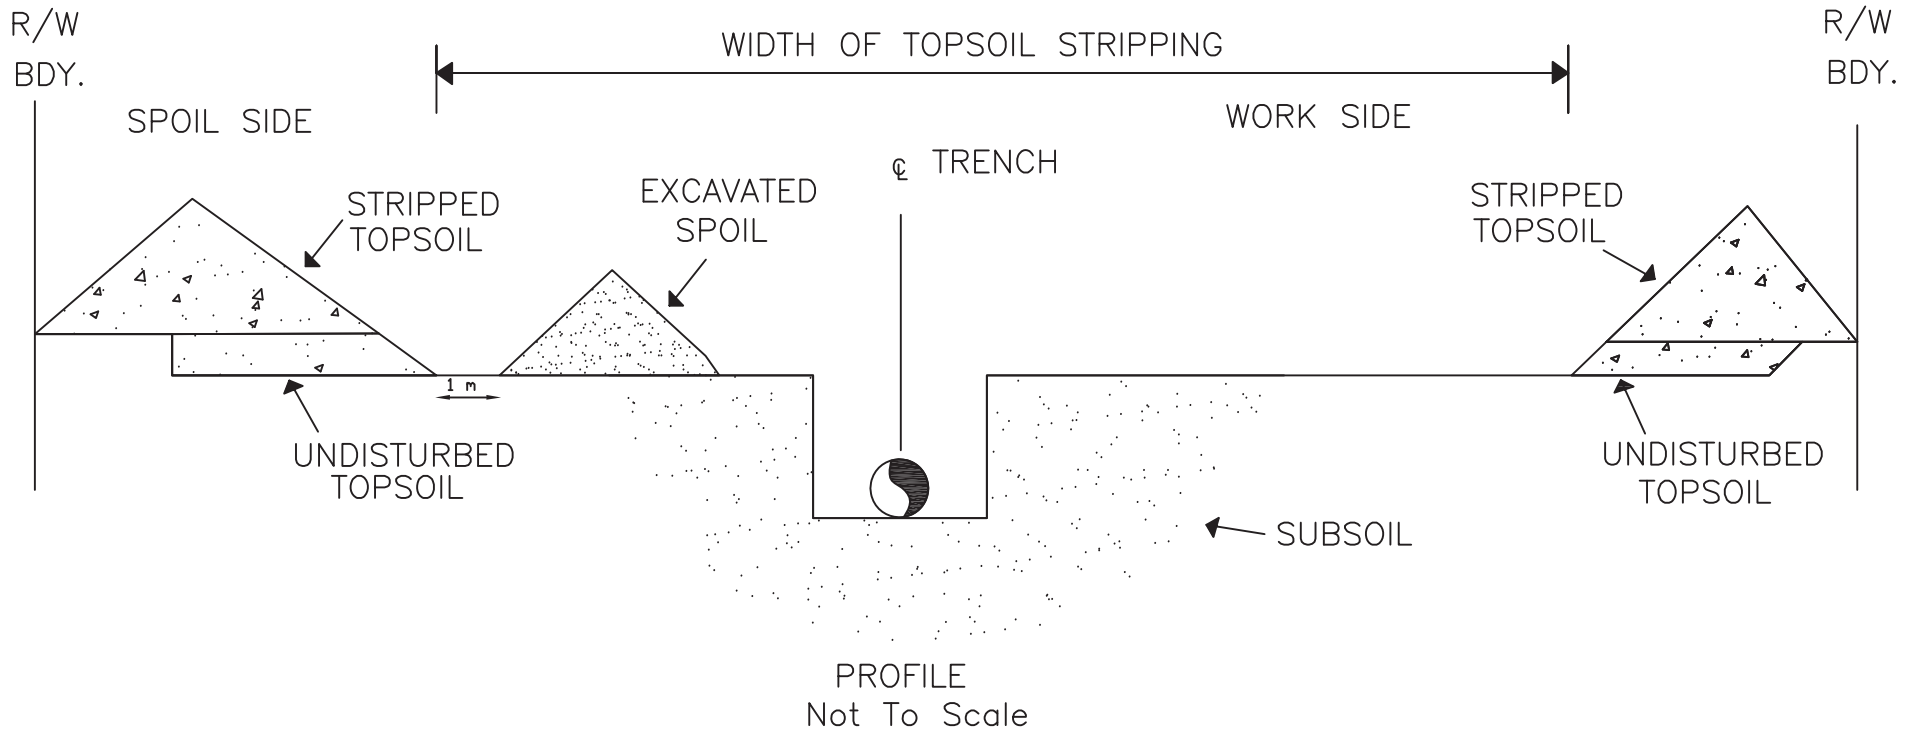 R/W
BDY.
WIDTH OF TOPSOIL STRIPPING
R/W
BDY.
SPOIL SIDE
WORK SIDE
℄ TRENCH
STRIPPED
TOPSOIL
EXCAVATED
SPOIL
STRIPPED
TOPSOIL
1 m
UNDISTURBED
TOPSOIL
UNDISTURBED
TOPSOIL
SUBSOIL
PROFILE
Not To Scale